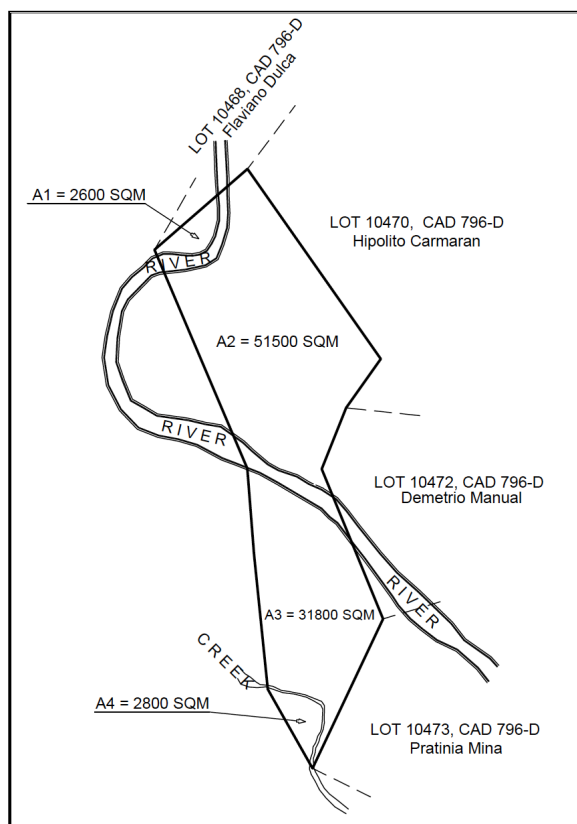 LOT 10468, CAD 796-D
Flaviano Dulca
A1 = 2600 SQM
LOT 10470, CAD 796-D
Hipolito Carmaran
RIVER
A2 = 51500 SQM
RIVER
LOT 10472, CAD 796-D
Demetrio Manual
RIVER
A3 = 31800 SQM
CREEK
A4 = 2800 SQM
LOT 10473, CAD 796-D
Pratinia Mina